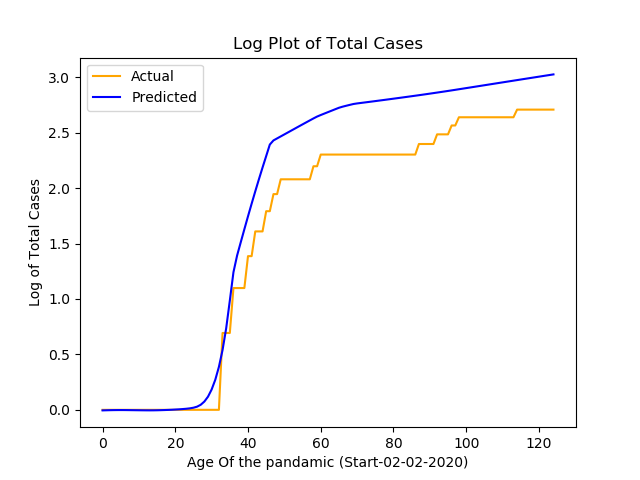 Log Plot of Total Cases
Actual
Predicted
3.0
2.5
2.0
1.5
1.0
0.5
0.0
Log of Total Cases
0 20 40 60 80 100 120
Age Of the pandamic (Start-02-02-2020)